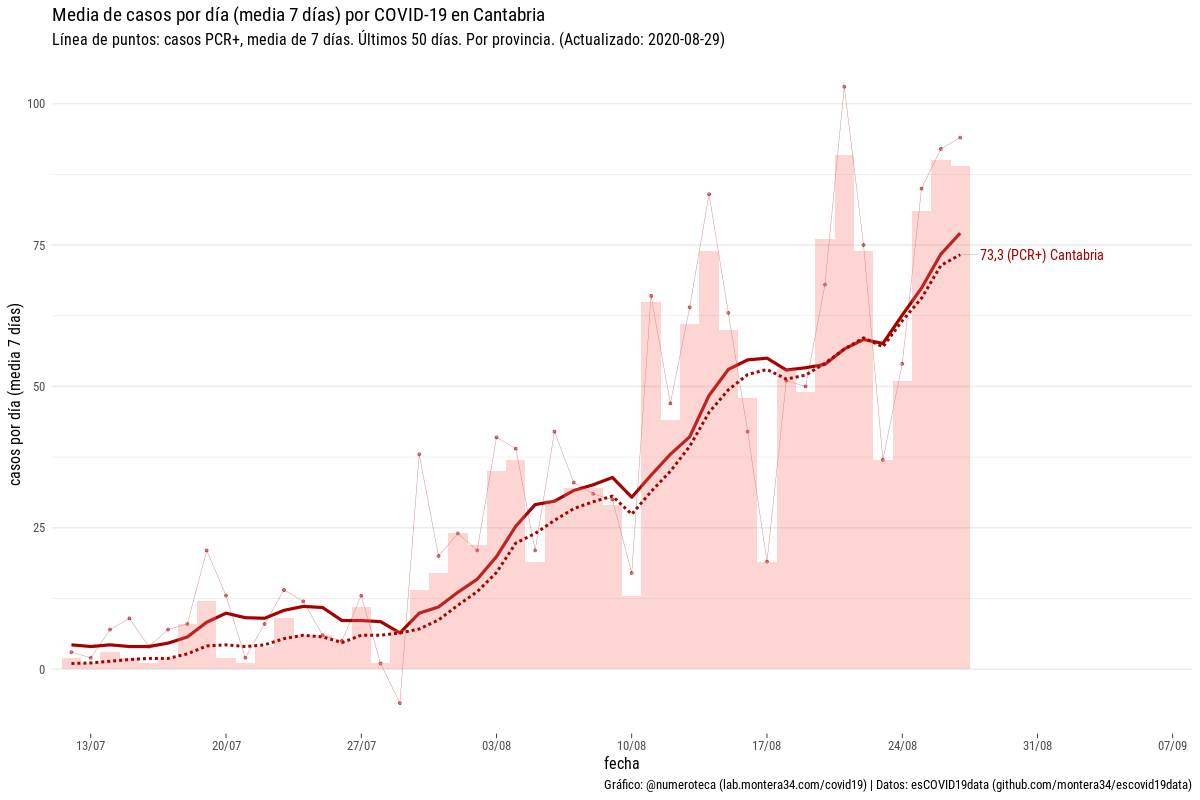 Media de casos por día (media 7 días) por COVID-19 en Cantabria
Línea de puntos: casos PCR+, media de 7 días. Últimos 50 días. Por provincia. (Actualizado: 2020-08-29)
casos por día (media 7 días)
100
75
50
25
0
73,3 (PCR+) Cantabria
13/07
20/07
27/07
03/08
10/08
17/08
24/08
31/08
07/09
fecha
Gráfico: @numeroteca (lab.montera34.com/covid19) | Datos: esCOVID19data (github.com/montera34/escovid19data)